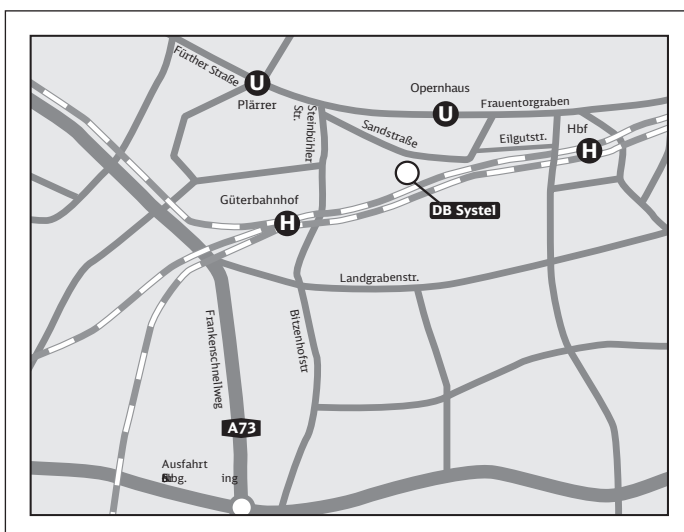 Fürther Straße
U
Plärrer
Steinbühler
Str.
Opernhaus
U
Frauentorgraben
Sandstraße
Eilgutstr.
Hbf
H
Güterbahnhof
H
DB Systel
Landgrabenstr.
Frankenschnellweg
Bitzenhofstr
A73
Ausfahrt
bg. ing